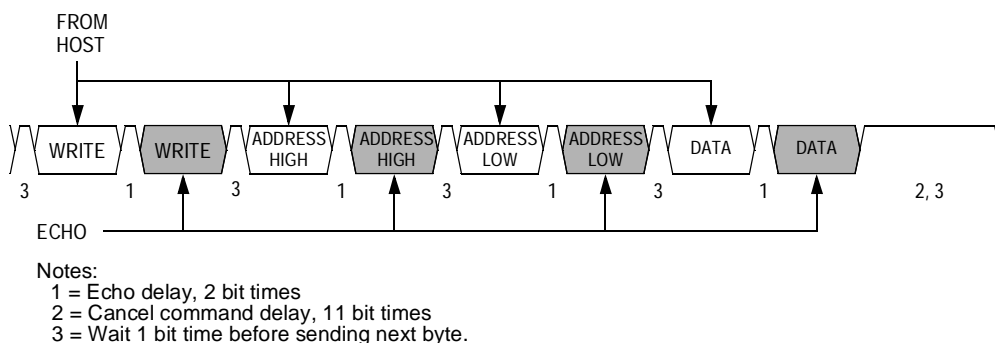 FROM
HOST
WRITE WRITE ADDRESS HIGH ADDRESS HIGH ADDRESS LOW ADDRESS LOW DATA DATA
3 1 3 1 3 1 3 1 2, 3
ECHO
Notes:
1 = Echo delay, 2 bit times
2 = Cancel command delay, 11 bit times
3 = Wait 1 bit time before sending next byte.